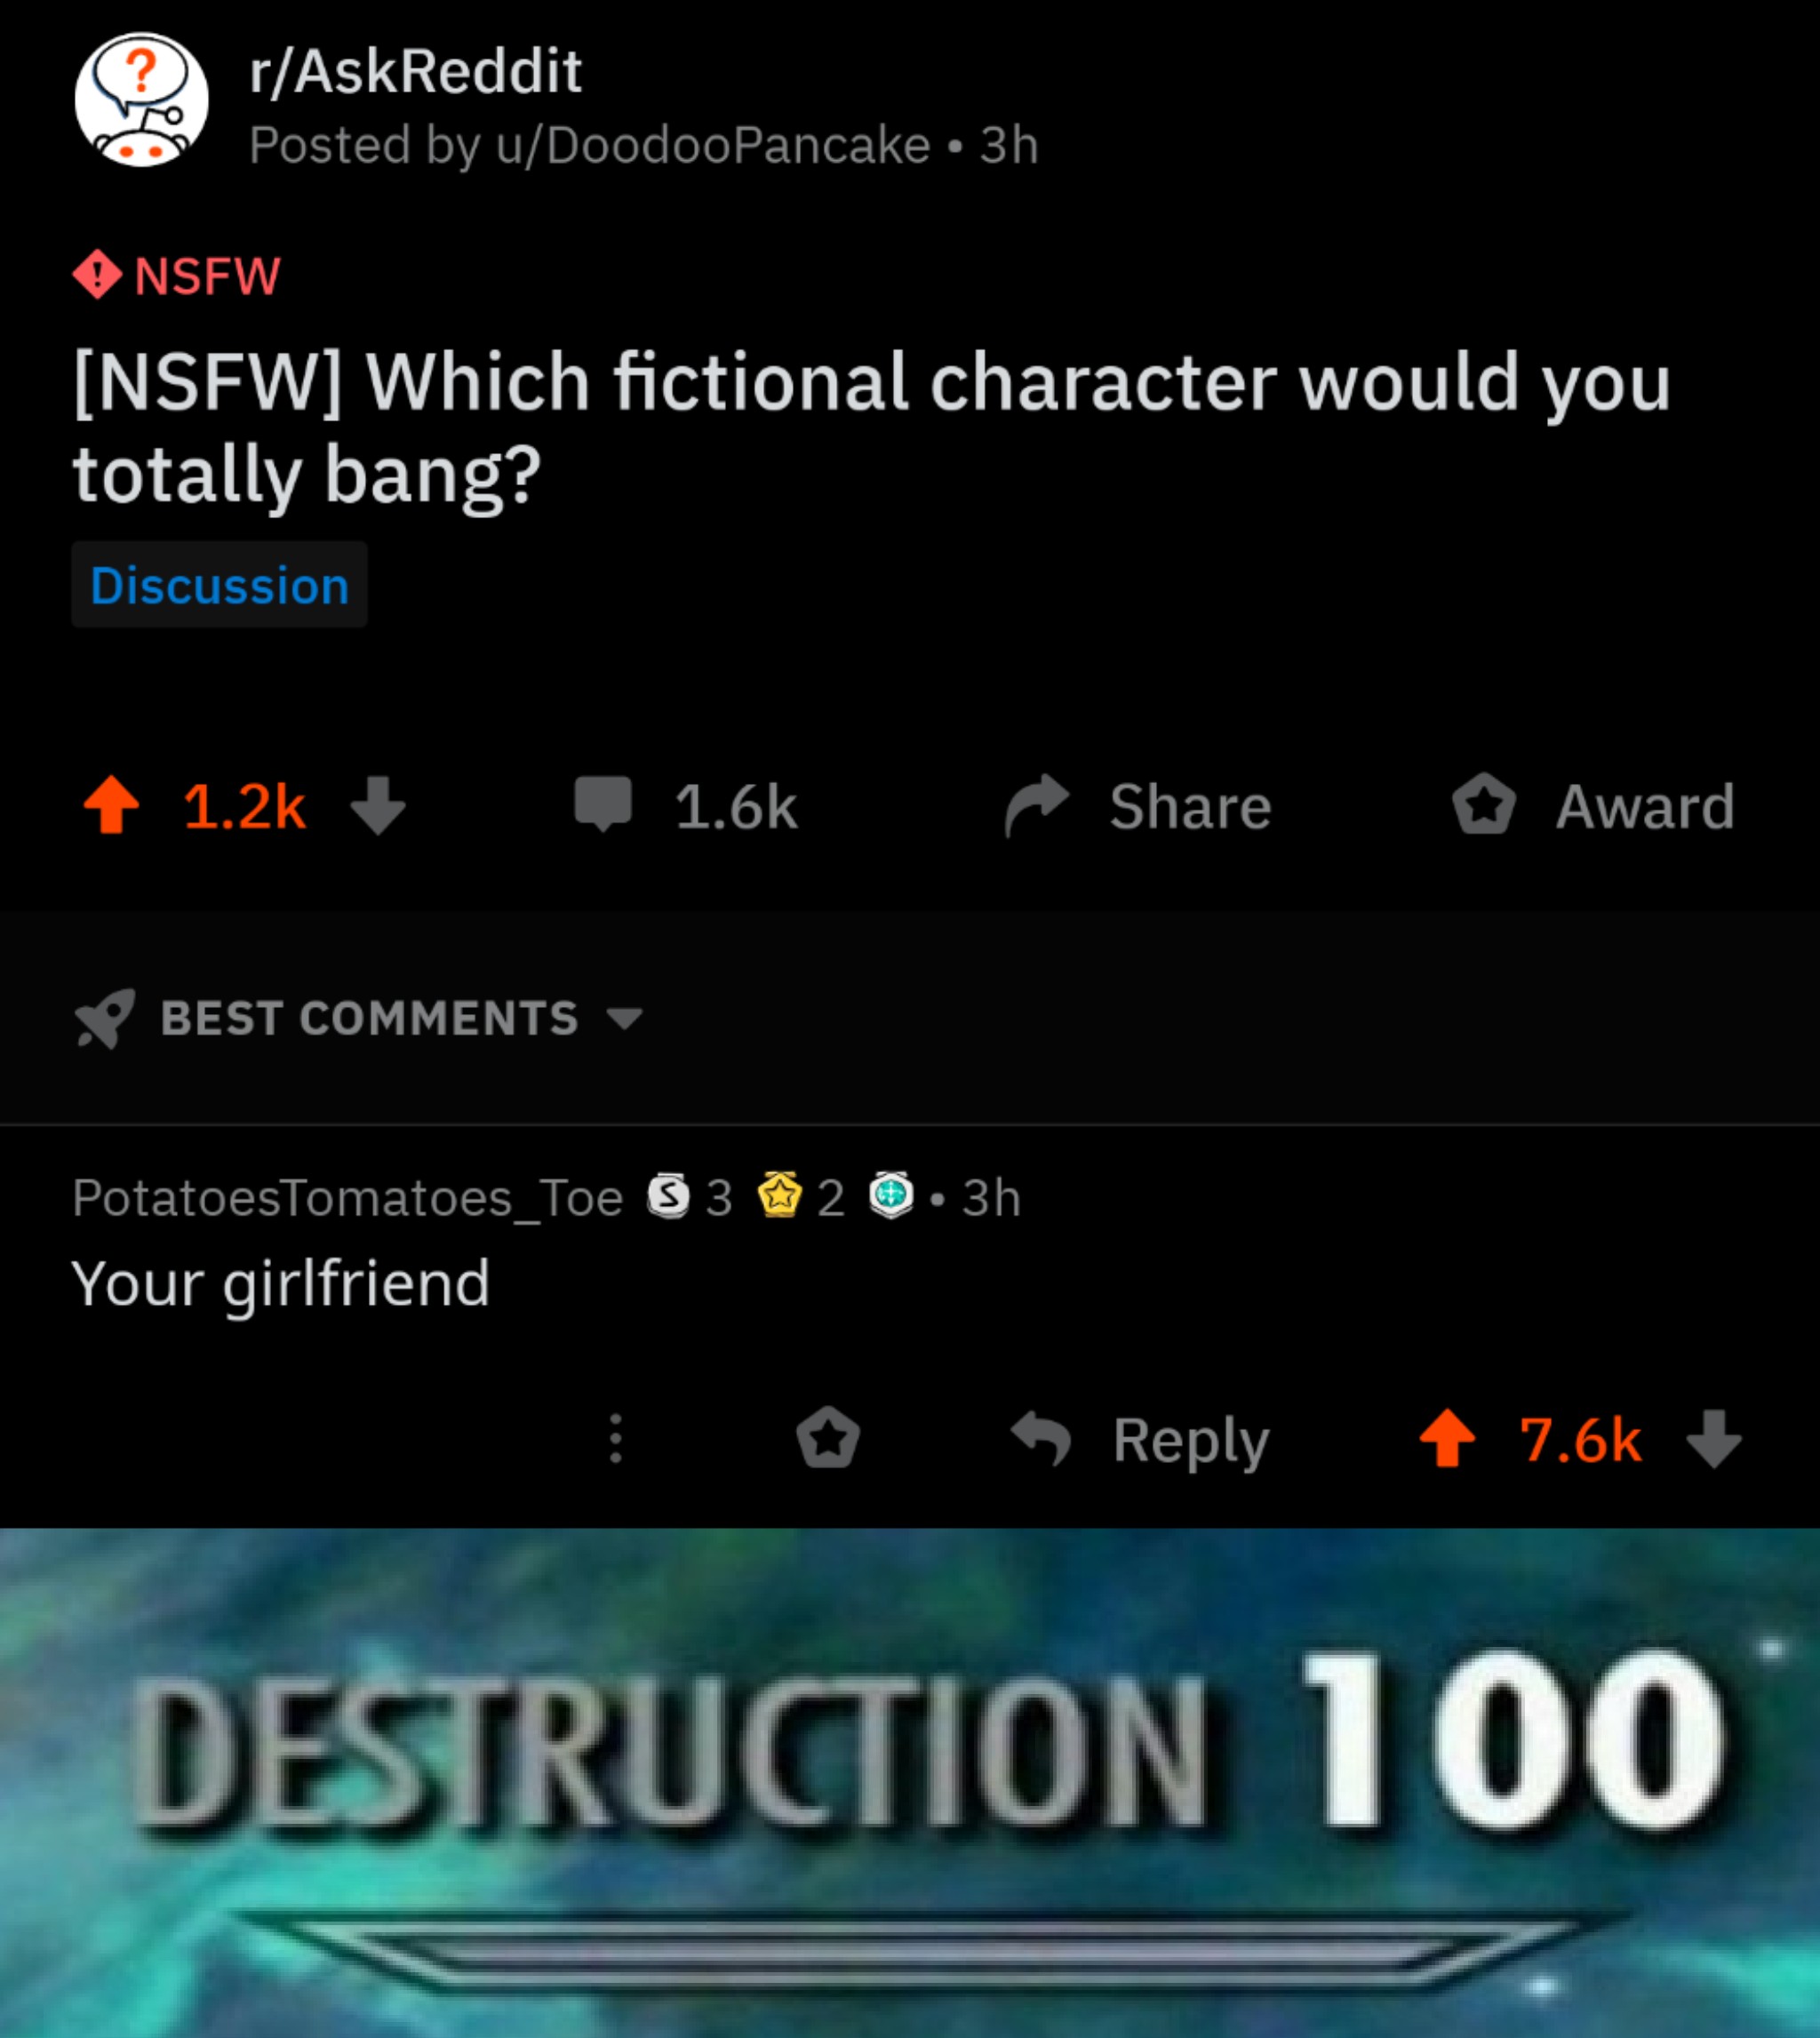 r/AskReddit
Posted by u/DoodooPancake • 3h
NSFW
[NSFW] Which fictional character would you
totally bang?
Discussion
1.2k 1.6k Share Award
BEST COMMENTS
PotatoesTomatoes_Toe 3 2 • 3h
Your girlfriend
Reply 7.6k
DESTRUCTION 100